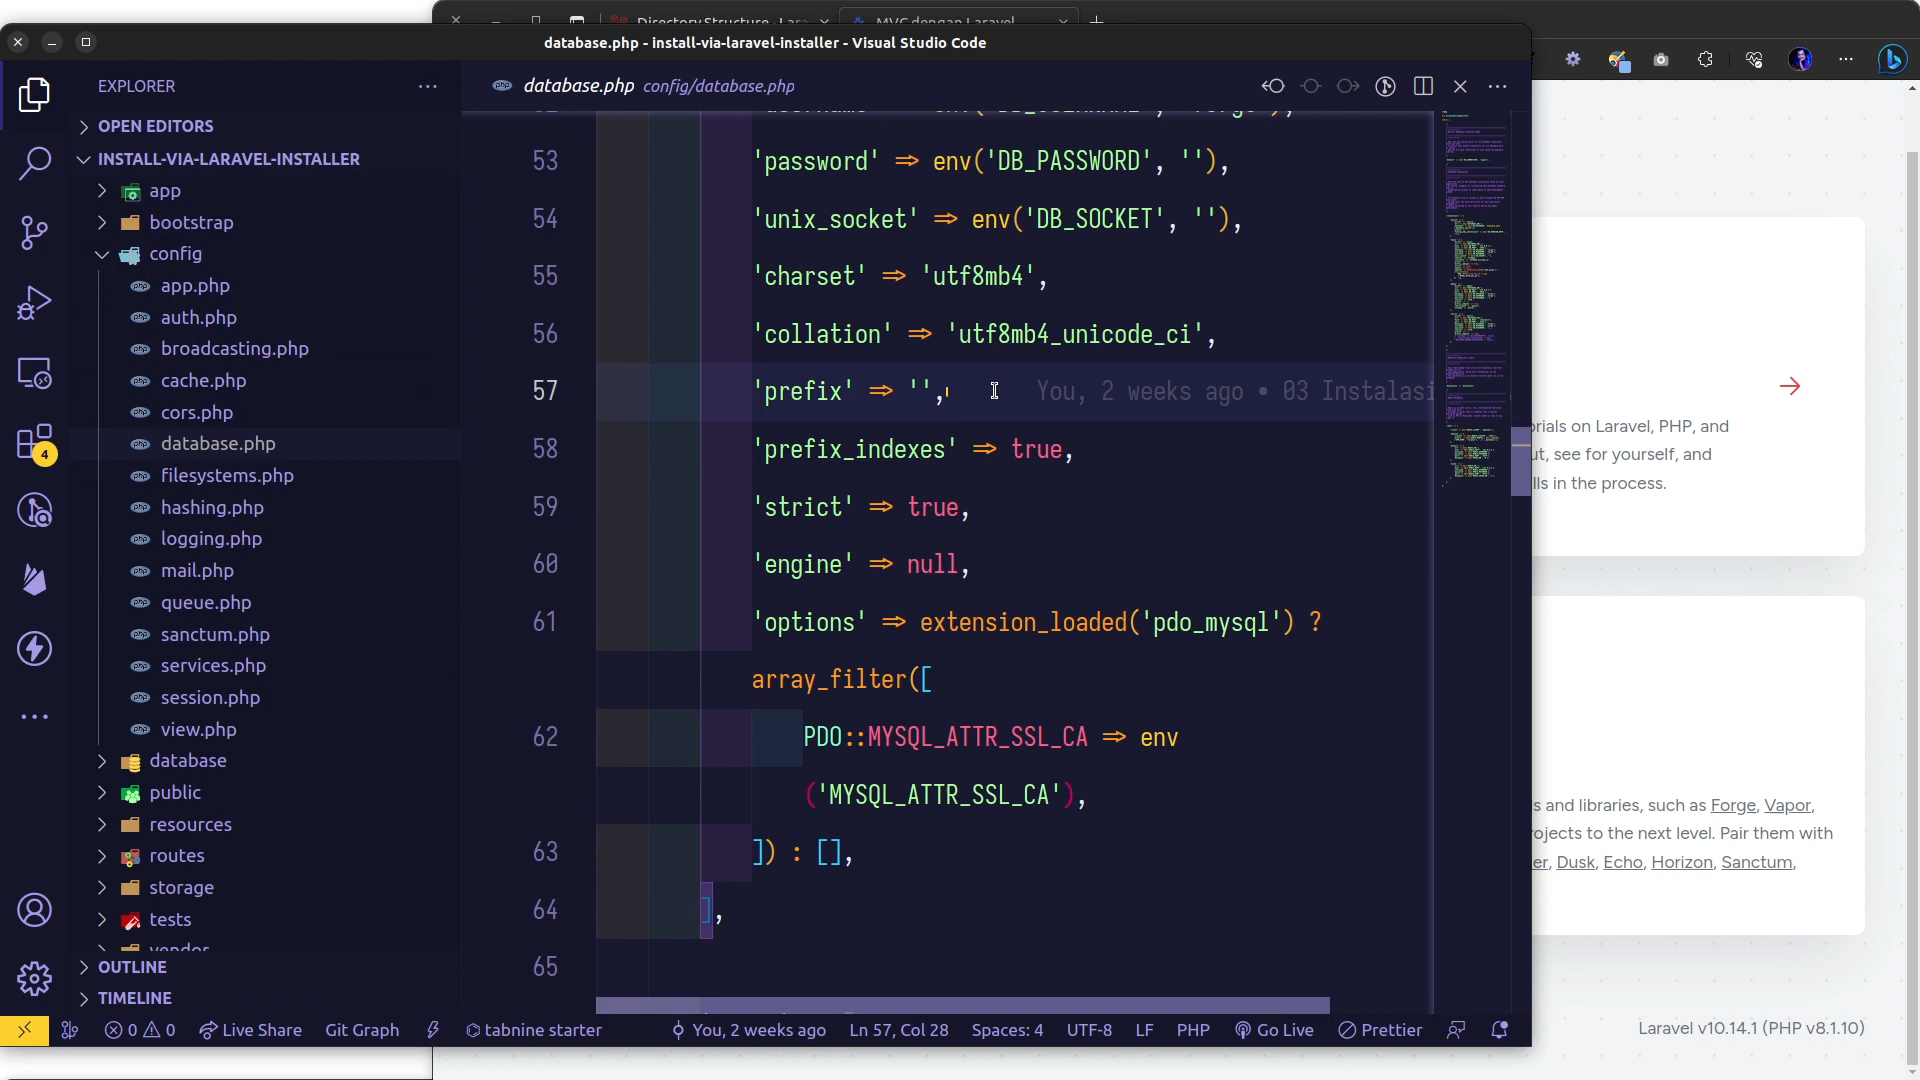 Directory Structure - Lara
MVC dengan Laravel
database.php - install-via-laravel-installer - Visual Studio Code
EXPLORER
OPEN EDITORS
INSTALL-VIA-LARAVEL-INSTALLER
app
bootstrap
config
app.php
auth.php
broadcasting.php
cache.php
cors.php
database.php
filesystems.php
hashing.php
logging.php
mail.php
queue.php
sanctum.php
services.php
session.php
view.php
database
public
resources
routes
storage
tests
vendor
OUTLINE
TIMELINE
4
database.php config/database.php
53 'password' => env('DB_PASSWORD', ''),
54 'unix_socket' => env('DB_SOCKET', ''),
55 'charset' => 'utf8mb4',
56 'collation' => 'utf8mb4_unicode_ci',
57 'prefix' => '', You, 2 weeks ago • 03 Instalasi
58 'prefix_indexes' => true,
59 'strict' => true,
60 'engine' => null,
61 'options' => extension_loaded('pdo_mysql') ?
array_filter([
62 PDO::MYSQL_ATTR_SSL_CA => env
('MYSQL_ATTR_SSL_CA'),
63 ]) : [],
64 ],
65
0 0 Live Share Git Graph tabnine starter You, 2 weeks ago Ln 57, Col 28 Spaces: 4 UTF-8 LF PHP Go Live Prettier
orials on Laravel, PHP, and
ut, see for yourself, and
lls in the process.
s and libraries, such as Forge, Vapor,
ojects to the next level. Pair them with
er, Dusk, Echo, Horizon, Sanctum,
Laravel v10.14.1 (PHP v8.1.10)